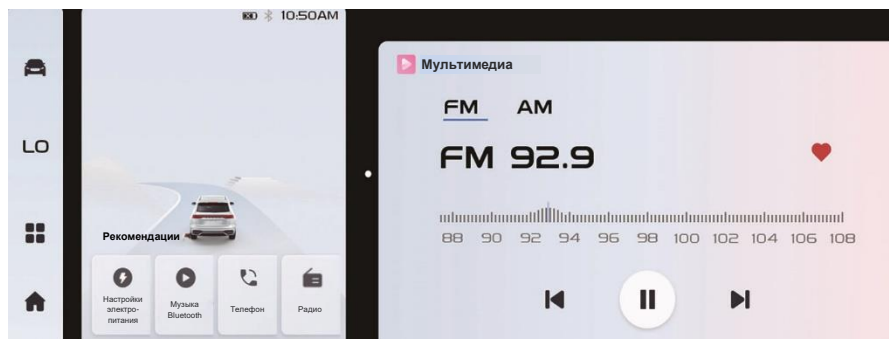 10:50AM
LO
Рекомендации
Настройки
электро-
питания
Музыка
Bluetooth
Телефон
Радио
Мультимедиа
FM AM
FM 92.9
88 90 92 94 96 98 100 102 104 106 108